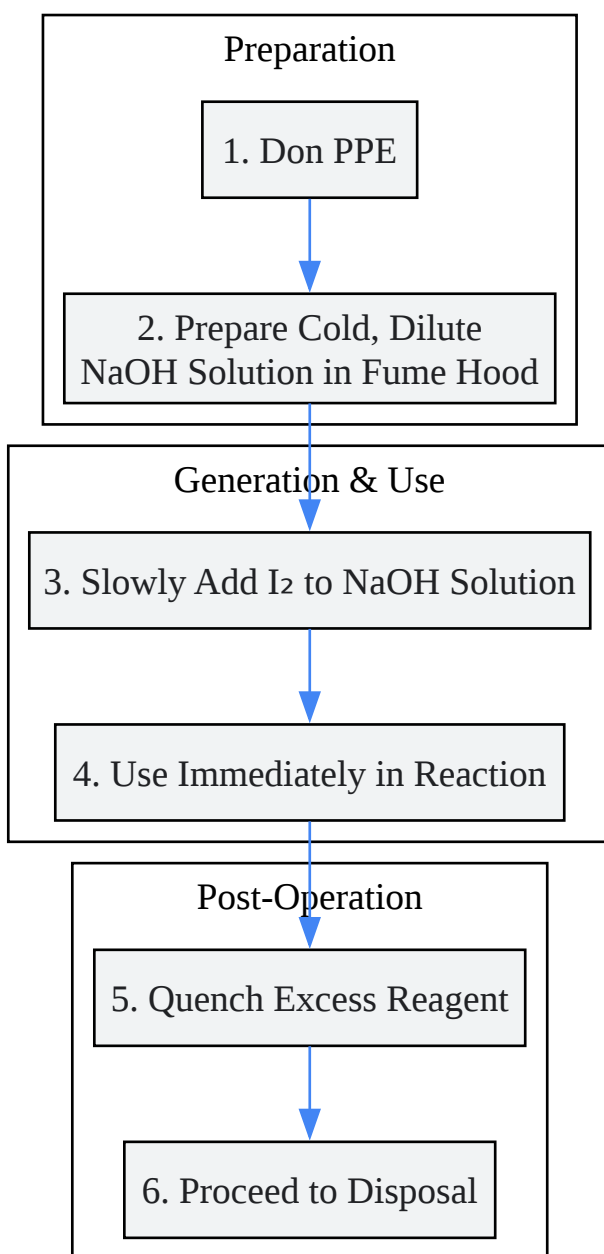 Preparation
1. Don PPE
2. Prepare Cold, Dilute
NaOH Solution in Fume Hood
Generation & Use
3. Slowly Add I₂ to NaOH Solution
4. Use Immediately in Reaction
Post-Operation
5. Quench Excess Reagent
6. Proceed to Disposal